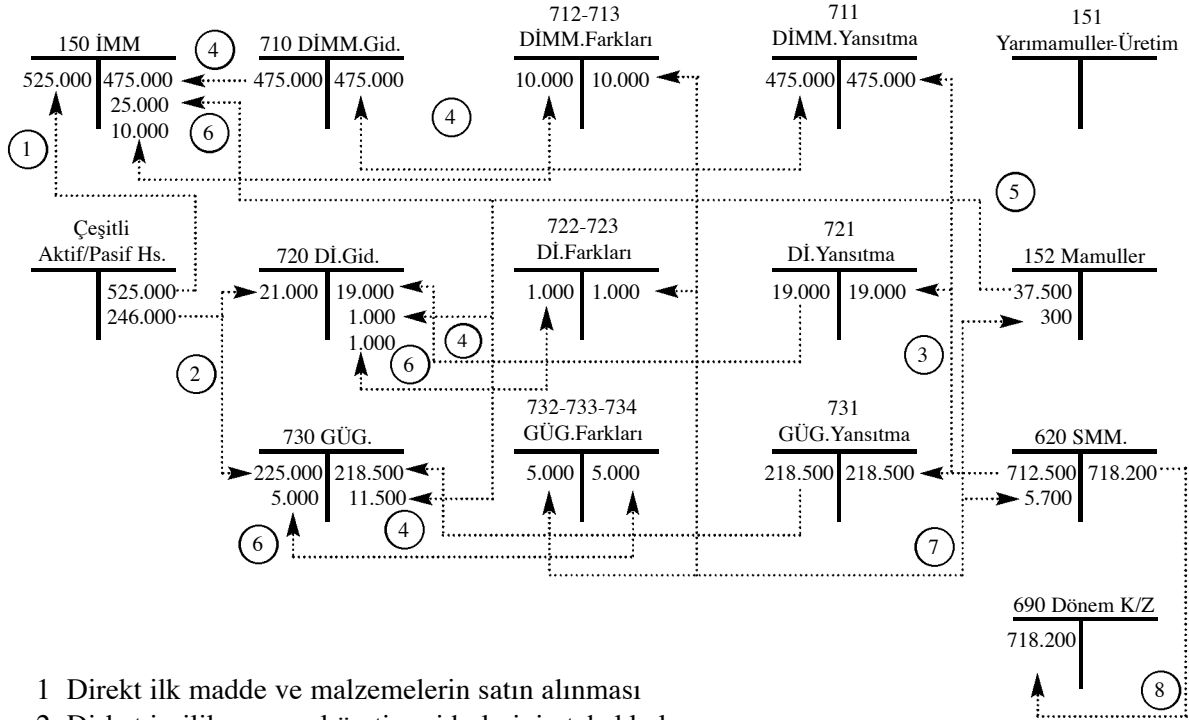 712-713
711
151
150 İMM
710 DİMM.Gid.
DİMM.Farkları
DİMM.Yansıtma
Yarımamuller-Üretim
4
525.000 475.000
475.000 475.000
10.000 10.000
475.000 475.000
25.000
10.000
6
4
1
5
Çeşitli
Aktif/Pasif Hs.
720 Dİ.Gid.
722-723
Dİ.Farkları
721
Dİ.Yansıtma
152 Mamuller
525.000
246.000
21.000 19.000
1.000
1.000
1.000 1.000
19.000 19.000
37.500
300
4
6
3
2
730 GÜG.
732-733-734
GÜG.Farkları
731
GÜG.Yansıtma
620 SMM.
225.000 218.500
5.000 11.500
5.000 5.000
218.500 218.500
712.500 718.200
5.700
4
6
7
690 Dönem K/Z
718.200
8
1 Direkt ilk madde ve malzemelerin satın alınması